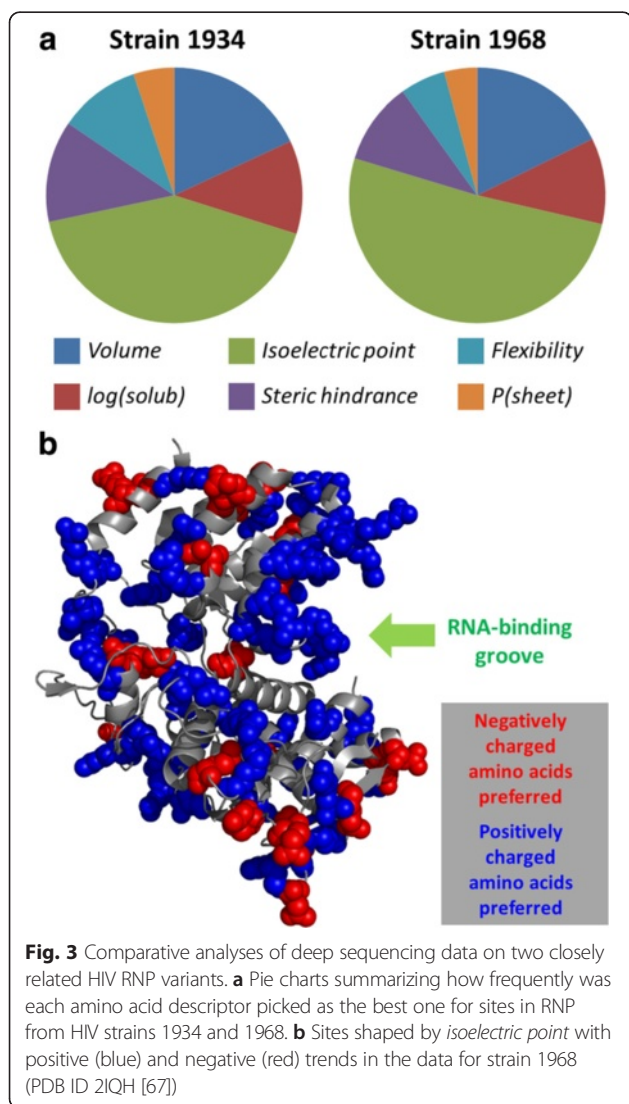 a
Strain 1934
Strain 1968
Volume
Isoelectric point
Flexibility
log(solub)
Steric hindrance
P(sheet)
b
RNA-binding
groove
Negatively
charged
amino acids
preferred
Positively
charged
amino acids
preferred
Fig. 3 Comparative analyses of deep sequencing data on two closely
related HIV RNP variants. a Pie charts summarizing how frequently was
each amino acid descriptor picked as the best one for sites in RNP
from HIV strains 1934 and 1968. b Sites shaped by isoelectric point with
positive (blue) and negative (red) trends in the data for strain 1968
(PDB ID 2IQH [67])